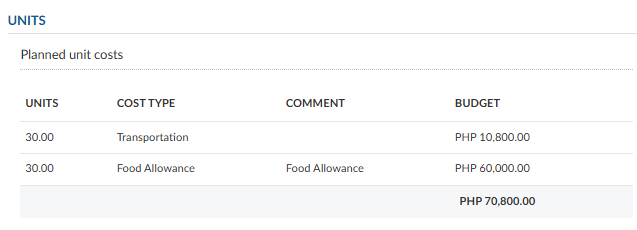 UNITS
Planned unit costs
UNITS COST TYPE COMMENT BUDGET
30.00 Transportation PHP 10,800.00
30.00 Food Allowance Food Allowance PHP 60,000.00
PHP 70,800.00